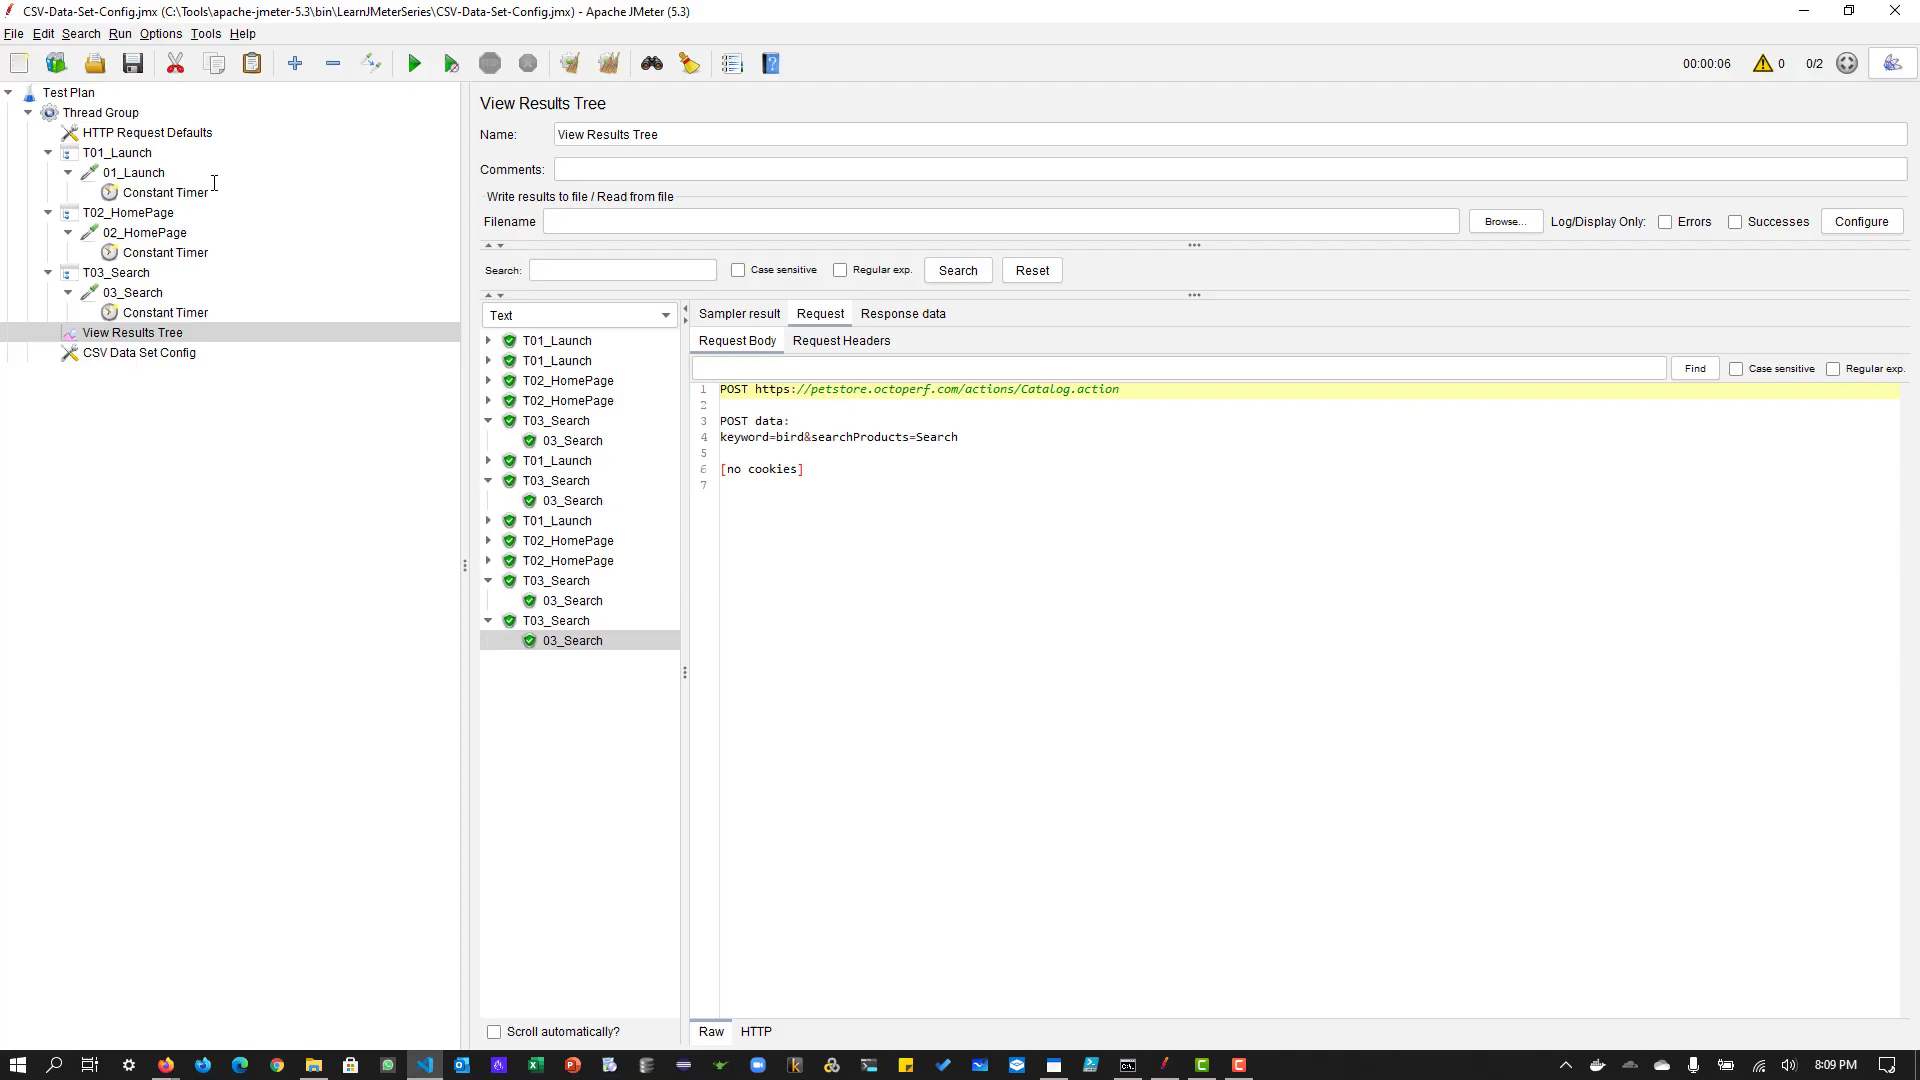 CSV-Data-Set-Config.jmx (C:\Tools\apache-jmeter-5.3\bin\LearnJMeterSeries\CSV-Data-Set-Config.jmx) - Apache JMeter (5.3)
File Edit Search Run Options Tools Help
00:00:06 0 0/2
Test Plan
Thread Group
HTTP Request Defaults
T01_Launch
01_Launch
Constant Timer
T02_HomePage
02_HomePage
Constant Timer
T03_Search
03_Search
Constant Timer
View Results Tree
CSV Data Set Config
View Results Tree
Name: View Results Tree
Comments:
Write results to file / Read from file
Filename Browse... Log/Display Only: Errors Successes Configure
Search: Case sensitive Regular exp. Search Reset
Text
T01_Launch
T01_Launch
T02_HomePage
T02_HomePage
T03_Search
03_Search
T01_Launch
T03_Search
03_Search
T01_Launch
T02_HomePage
T02_HomePage
T03_Search
03_Search
T03_Search
03_Search
Scroll automatically?
Sampler result Request Response data
Request Body Request Headers
Find Case sensitive Regular exp.
1 POST https://petstore.octoperf.com/actions/Catalog.action
2
3 POST data:
4 keyword=bird&searchProducts=Search
5
6 [no cookies]
7
Raw HTTP
8:09 PM